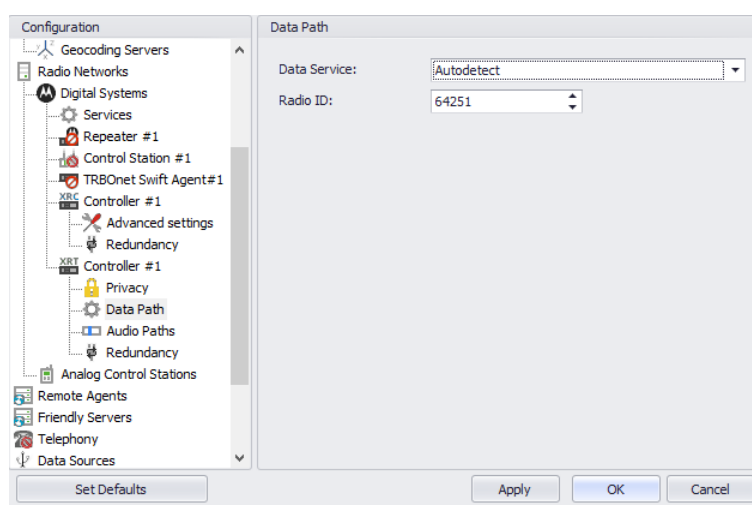 Configuration
Geocoding Servers
Radio Networks
Digital Systems
Services
Repeater #1
Control Station #1
TRBOnet Swift Agent#1
XRC Controller #1
Advanced settings
Redundancy
XRT Controller #1
Privacy
Data Path
Audio Paths
Redundancy
Analog Control Stations
Remote Agents
Friendly Servers
Telephony
Data Sources
Set Defaults
Data Path
Data Service: Autodetect
Radio ID: 64251
Apply OK Cancel